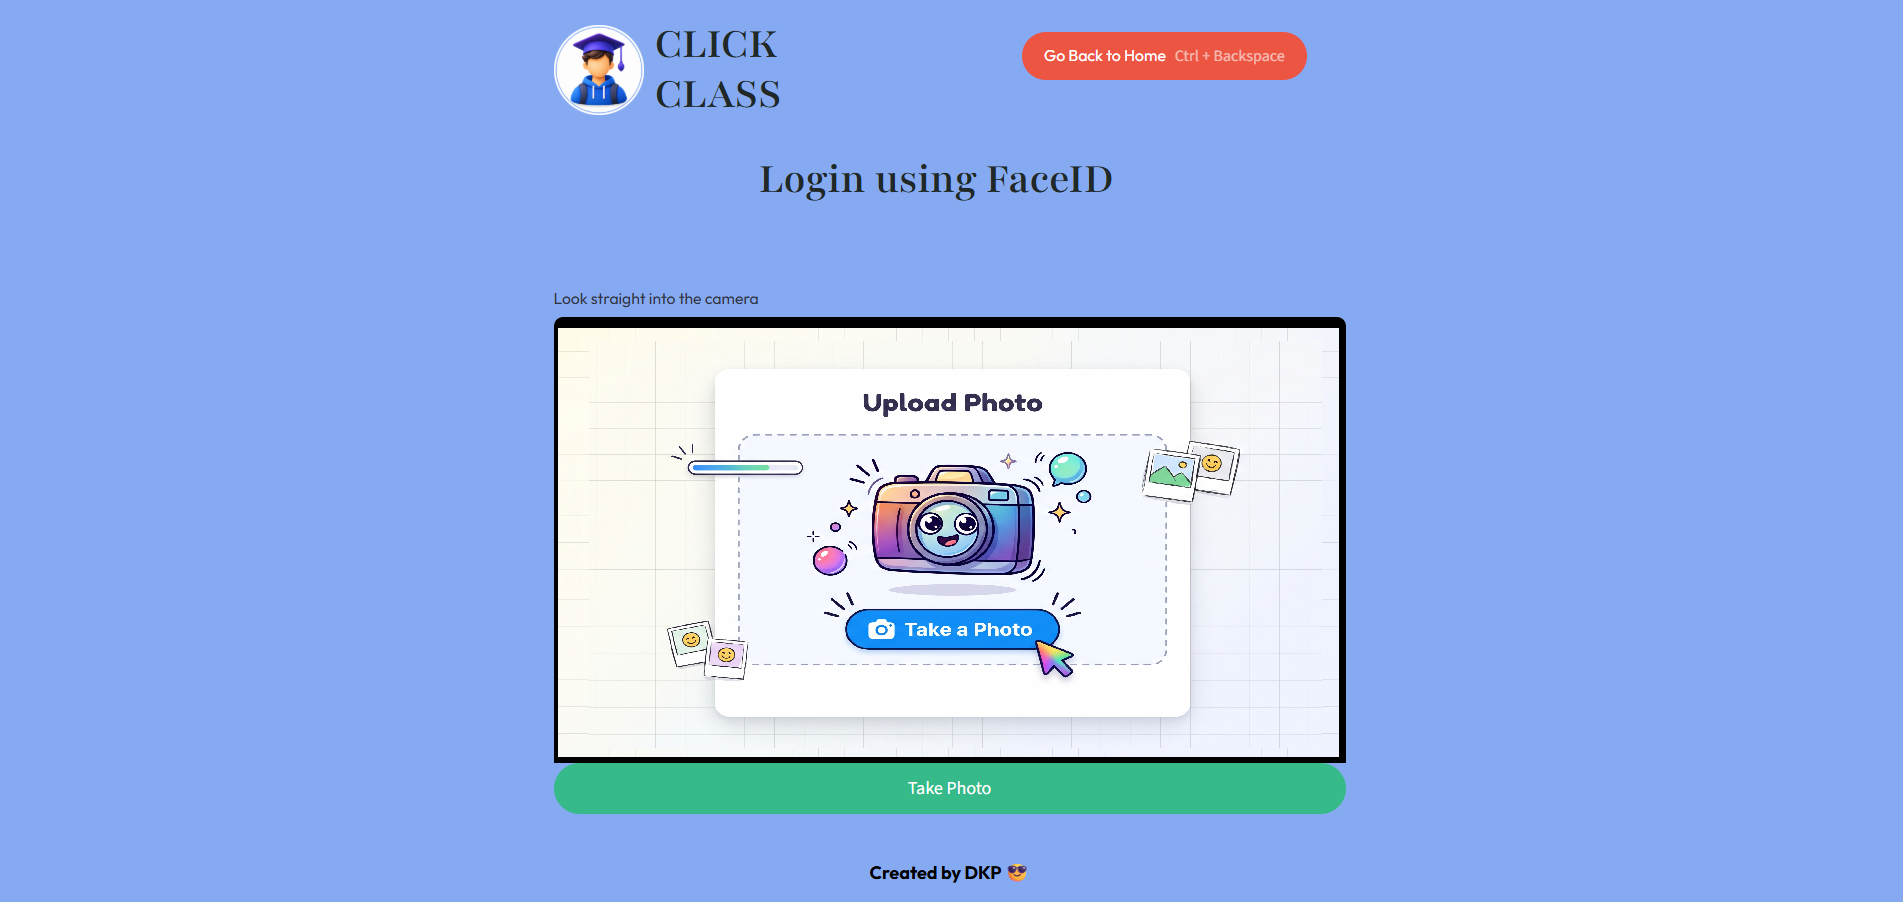 CLICK
CLASS
Go Back to Home Ctrl + Backspace
Login using FaceID
Look straight into the camera
Upload Photo
Take a Photo
Take Photo
Created by DKP 😎